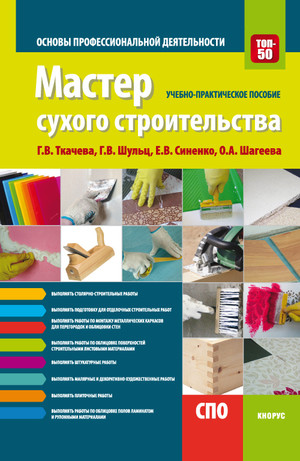 ОСНОВЫ ПРОФЕССИОНАЛЬНОЙ ДЕЯТЕЛЬНОСТИ
ТОП-
50
Мастер
УЧЕБНО-ПРАКТИЧЕСКОЕ ПОСОБИЕ
сухого строительства
Г.В. Ткачева, Г.В. Шульц, Е.В. Синенко, О.А. Шагеева
ВЫПОЛНЯТЬ СТОЛЯРНО-СТРОИТЕЛЬНЫЕ РАБОТЫ
ВЫПОЛНЯТЬ ПОДГОТОВКУ ДЛЯ ОТДЕЛОЧНЫХ СТРОИТЕЛЬНЫХ РАБОТ
ВЫПОЛНЯТЬ РАБОТЫ ПО МОНТАЖУ МЕТАЛЛИЧЕСКИХ КАРКАСОВ
ДЛЯ ПЕРЕГОРОДОК И ОБЛИЦОВКИ СТЕН
ВЫПОЛНЯТЬ РАБОТЫ ПО ОБЛИЦОВКЕ ПОВЕРХНОСТЕЙ
СТРОИТЕЛЬНЫМИ ЛИСТОВЫМИ МАТЕРИАЛАМИ
ВЫПОЛНЯТЬ ШТУКАТУРНЫЕ РАБОТЫ
ВЫПОЛНЯТЬ МАЛЯРНЫЕ И ДЕКОРАТИВНО-ХУДОЖЕСТВЕННЫЕ РАБОТЫ
ВЫПОЛНЯТЬ ПЛИТОЧНЫЕ РАБОТЫ
ВЫПОЛНЯТЬ РАБОТЫ ПО ОБЛИЦОВКЕ ПОЛОВ ЛАМИНАТОМ
И РУЛОННЫМИ МАТЕРИАЛАМИ
СПО
КНОРУС